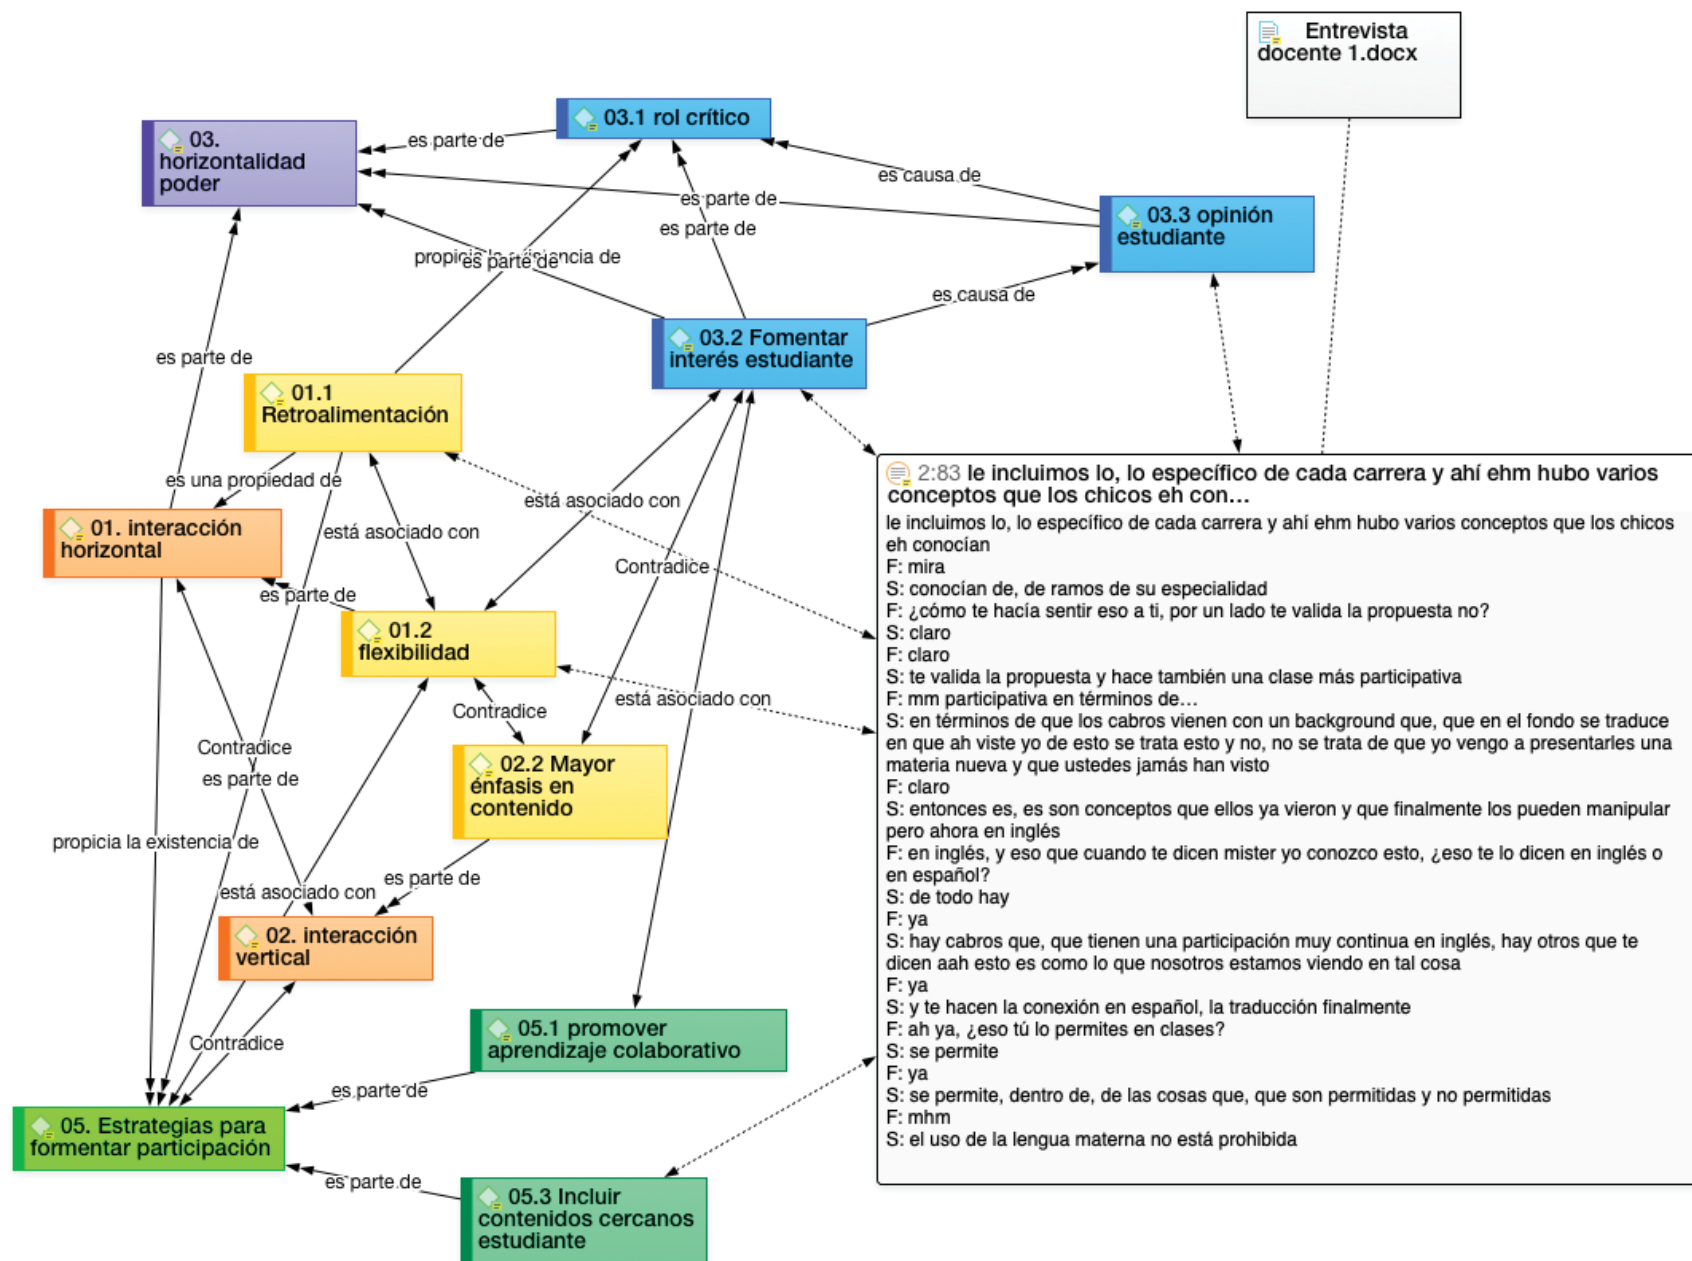 Entrevista
docente 1.docx
03.1 rol crítico
03.
horizontalidad
poder
es parte de
es causa de
es parte de
03.3 opinión
estudiante
es parte de
propicia la existencia de
es parte de
es causa de
03.2 Fomentar
interés estudiante
es parte de
01.1
Retroalimentación
es una propiedad de
está asociado con
está asociado con
01. interacción
horizontal
Contradice
es parte de
01.2
flexibilidad
está asociado con
Contradice
02.2 Mayor
énfasis en
contenido
Contradice
es parte de
propicia la existencia de
es parte de
está asociado con
02. interacción
vertical
Contradice
05.1 promover
aprendizaje colaborativo
es parte de
05. Estrategias para
formentar participación
es parte de
05.3 Incluir
contenidos cercanos
estudiante
2:83 le incluimos lo, lo específico de cada carrera y ahí ehm hubo varios
conceptos que los chicos eh con...
le incluimos lo, lo específico de cada carrera y ahí ehm hubo varios conceptos que los chicos
eh conocían
F: mira
S: conocían de, de ramos de su especialidad
F: ¿cómo te hacía sentir eso a ti, por un lado te valida la propuesta no?
S: claro
F: claro
S: te valida la propuesta y hace también una clase más participativa
F: mm participativa en términos de...
S: en términos de que los cabros vienen con un background que, que en el fondo se traduce
en que ah viste yo de esto se trata esto y no, no se trata de que yo vengo a presentarles una
materia nueva y que ustedes jamás han visto
F: claro
S: entonces es, es son conceptos que ellos ya vieron y que finalmente los pueden manipular
pero ahora en inglés
F: en inglés, y eso que cuando te dicen mister yo conozco esto, ¿eso te lo dicen en inglés o
en español?
S: de todo hay
F: ya
S: hay cabros que, que tienen una participación muy continua en inglés, hay otros que te
dicen aah esto es como lo que nosotros estamos viendo en tal cosa
F: ya
S: y te hacen la conexión en español, la traducción finalmente
F: ah ya, ¿eso tú lo permites en clases?
S: se permite
F: ya
S: se permite, dentro de, de las cosas que, que son permitidas y no permitidas
F: mhm
S: el uso de la lengua materna no está prohibida